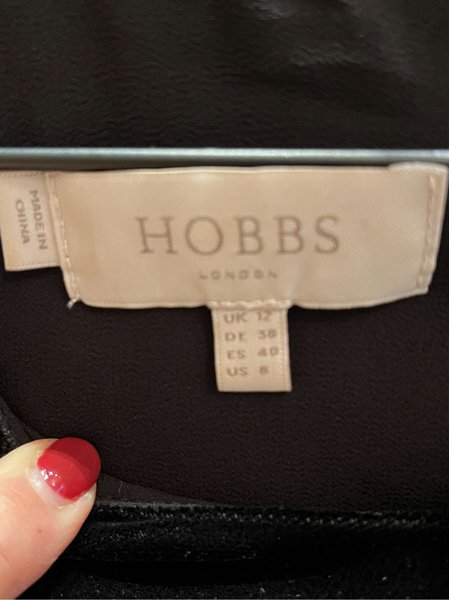 MADE IN
CHINA
HOBBS
LONDON
UK 12
DE 38
ES 40
US 8